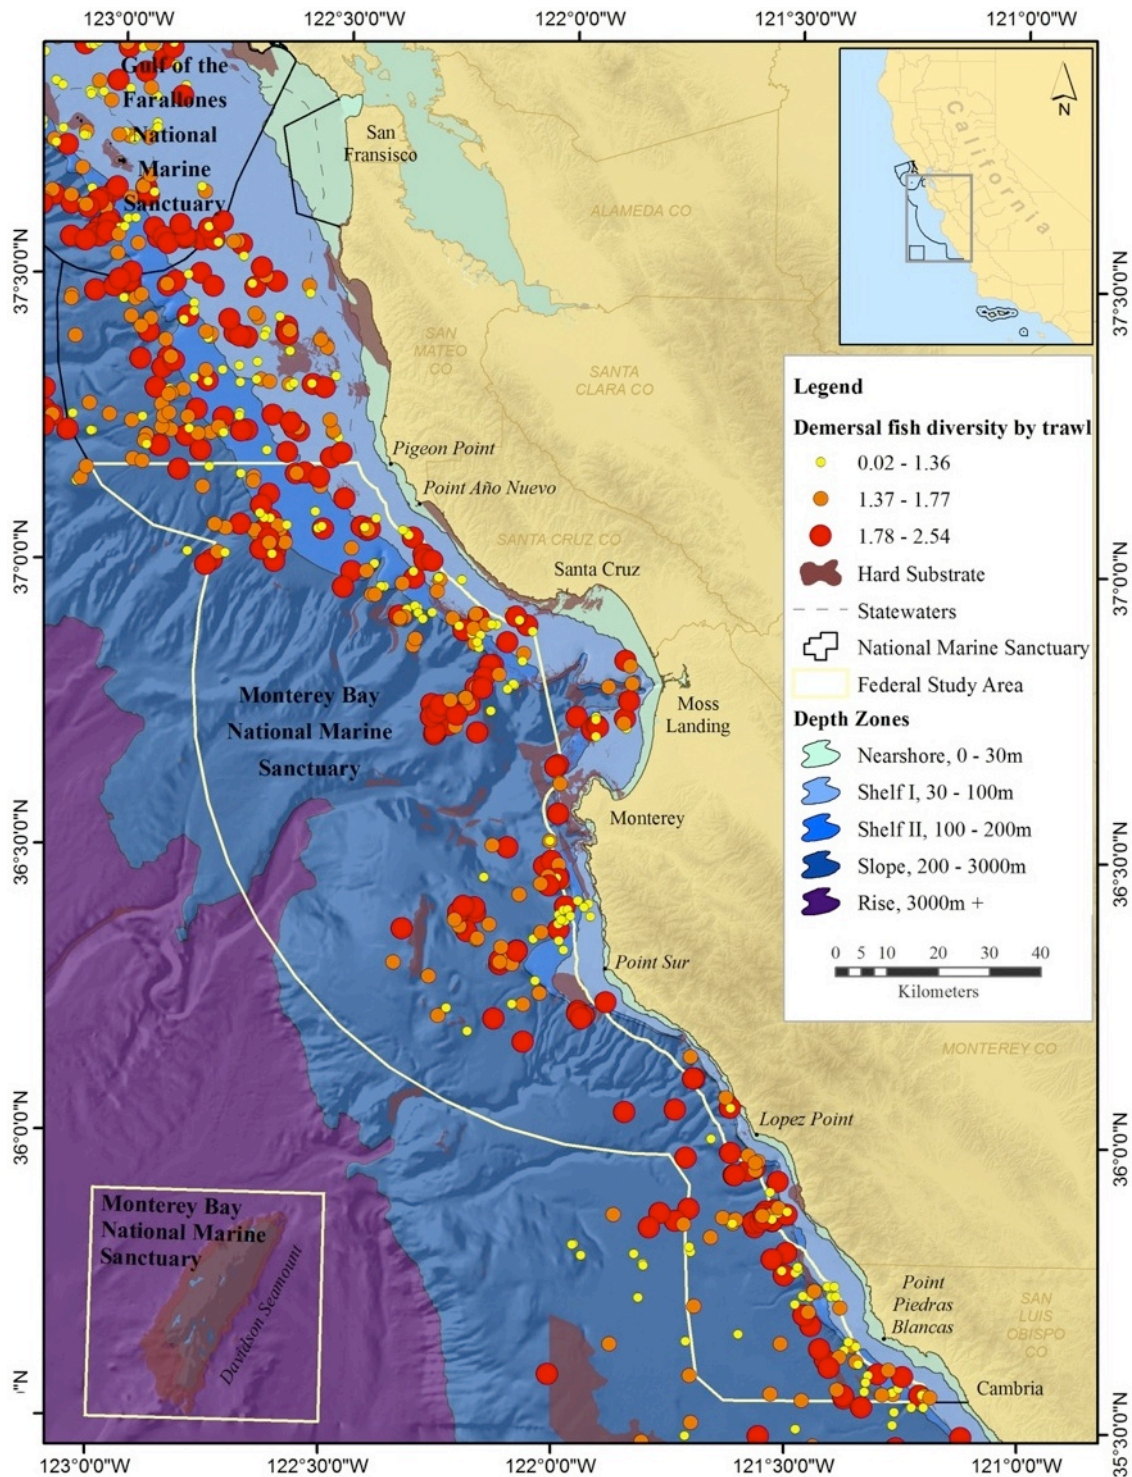 123°0'0"W
122°30'0"W
122°0'0"W
121°30'0"W
121°0'0"W
Gulf of the
Farallones
National
Marine
Sanctuary
San
Fransisco
ALAMEDA CO
California
N
37°30'0"N
37°30'0"N
SAN
MATEO
CO
SANTA
CLARA CO
Legend
Demersal fish diversity by trawl
0.02 - 1.36
1.37 - 1.77
1.78 - 2.54
Hard Substrate
Statewaters
National Marine Sanctuary
Federal Study Area
Depth Zones
Nearshore, 0 - 30m
Shelf I, 30 - 100m
Shelf II, 100 - 200m
Slope, 200 - 3000m
Rise, 3000m +
0 5 10 20 30 40
Kilometers
Pigeon Point
Point Año Nuevo
SANTA CRUZ CO
Santa Cruz
37°0'0"N
37°0'0"N
Monterey Bay
National Marine
Sanctuary
Moss
Landing
Monterey
36°30'0"N
36°30'0"N
Point Sur
MONTEREY CO
Lopez Point
36°0'0"N
36°0'0"N
Monterey Bay
National Marine
Sanctuary
Davidson Seamount
Point
Piedras
Blancas
SAN
LUIS
OBISPO
CO
Cambria
'"N
35°30'0"N
123°0'0"W
122°30'0"W
122°0'0"W
121°30'0"W
121°0'0"W